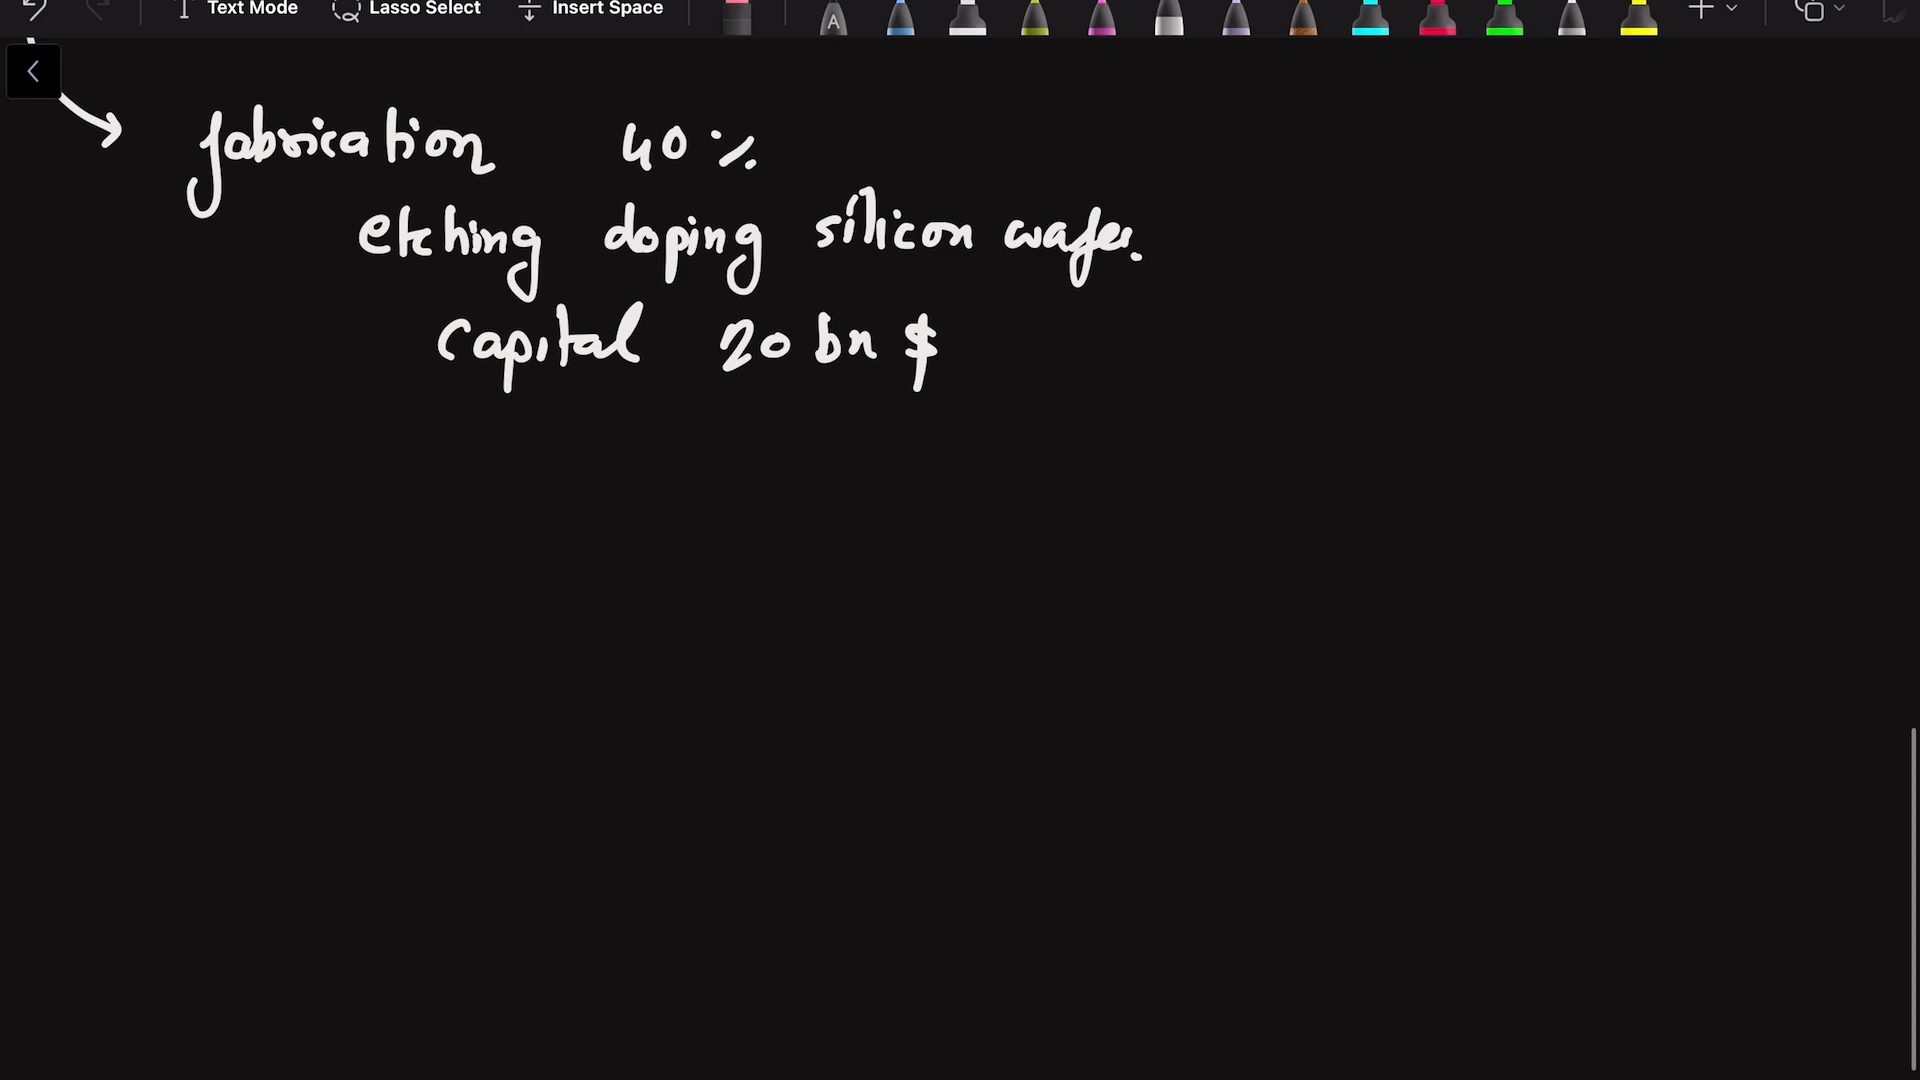 Text Mode Lasso Select Insert Space
A
fabrication 40%
etching doping silicon wafer.
capital 20 bn $